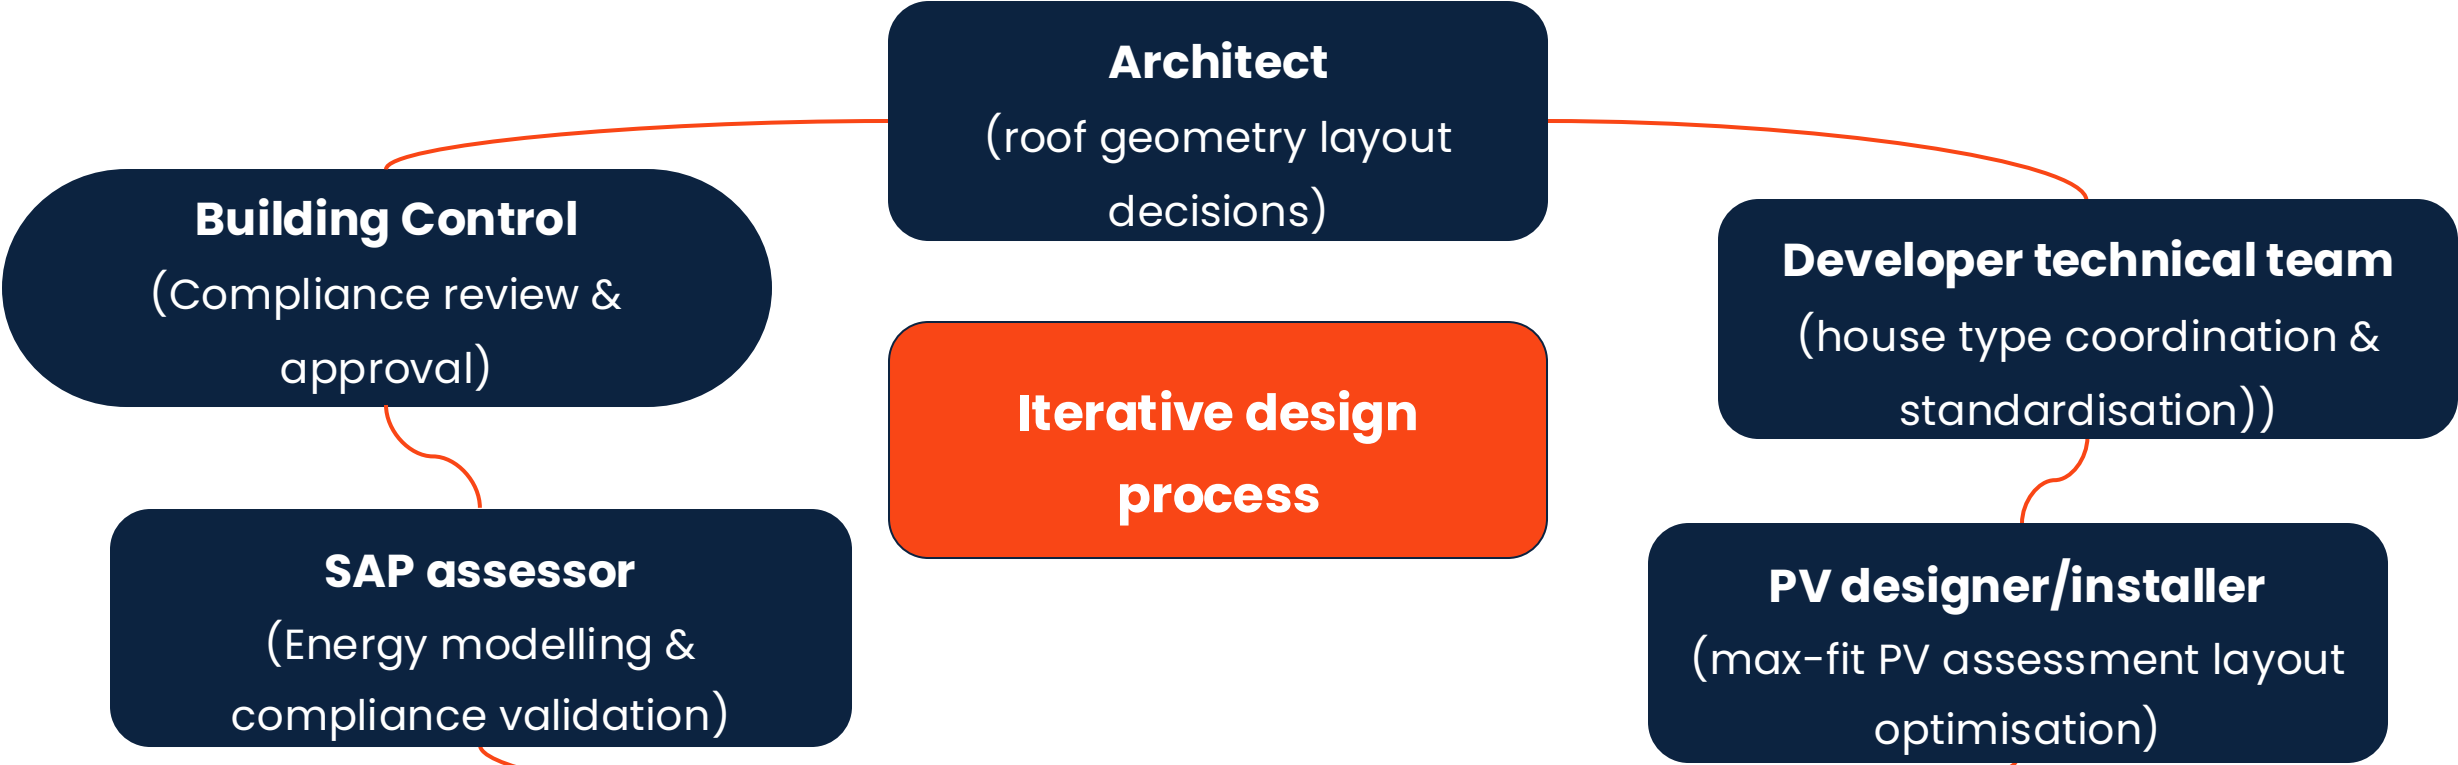 Architect
(roof geometry layout
decisions)
Building Control
(Compliance review &
approval)
Developer technical team
(house type coordination &
standardisation))
Iterative design
process
SAP assessor
(Energy modelling &
compliance validation)
PV designer/installer
(max-fit PV assessment layout
optimisation)